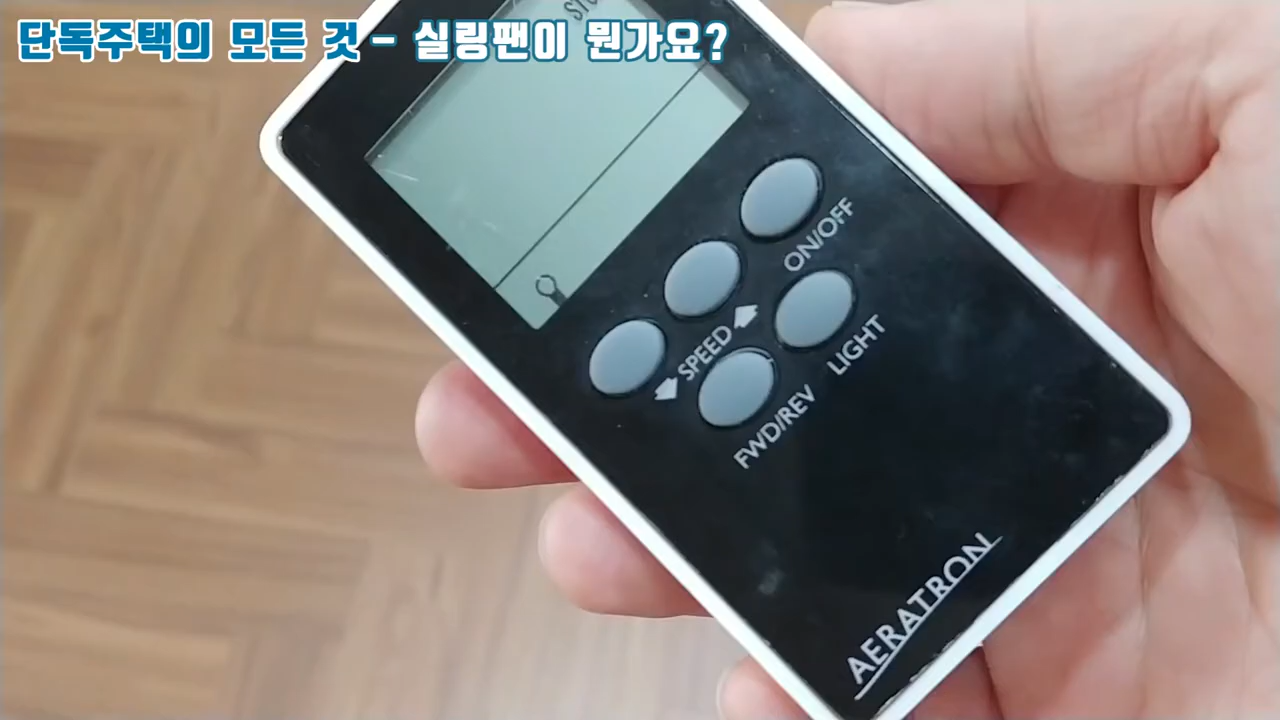 단독주택의 모든 것 - 실링팬이 뭔가요?
ON/OFF
SPEED
LIGHT
FWD/REV
AERATRON